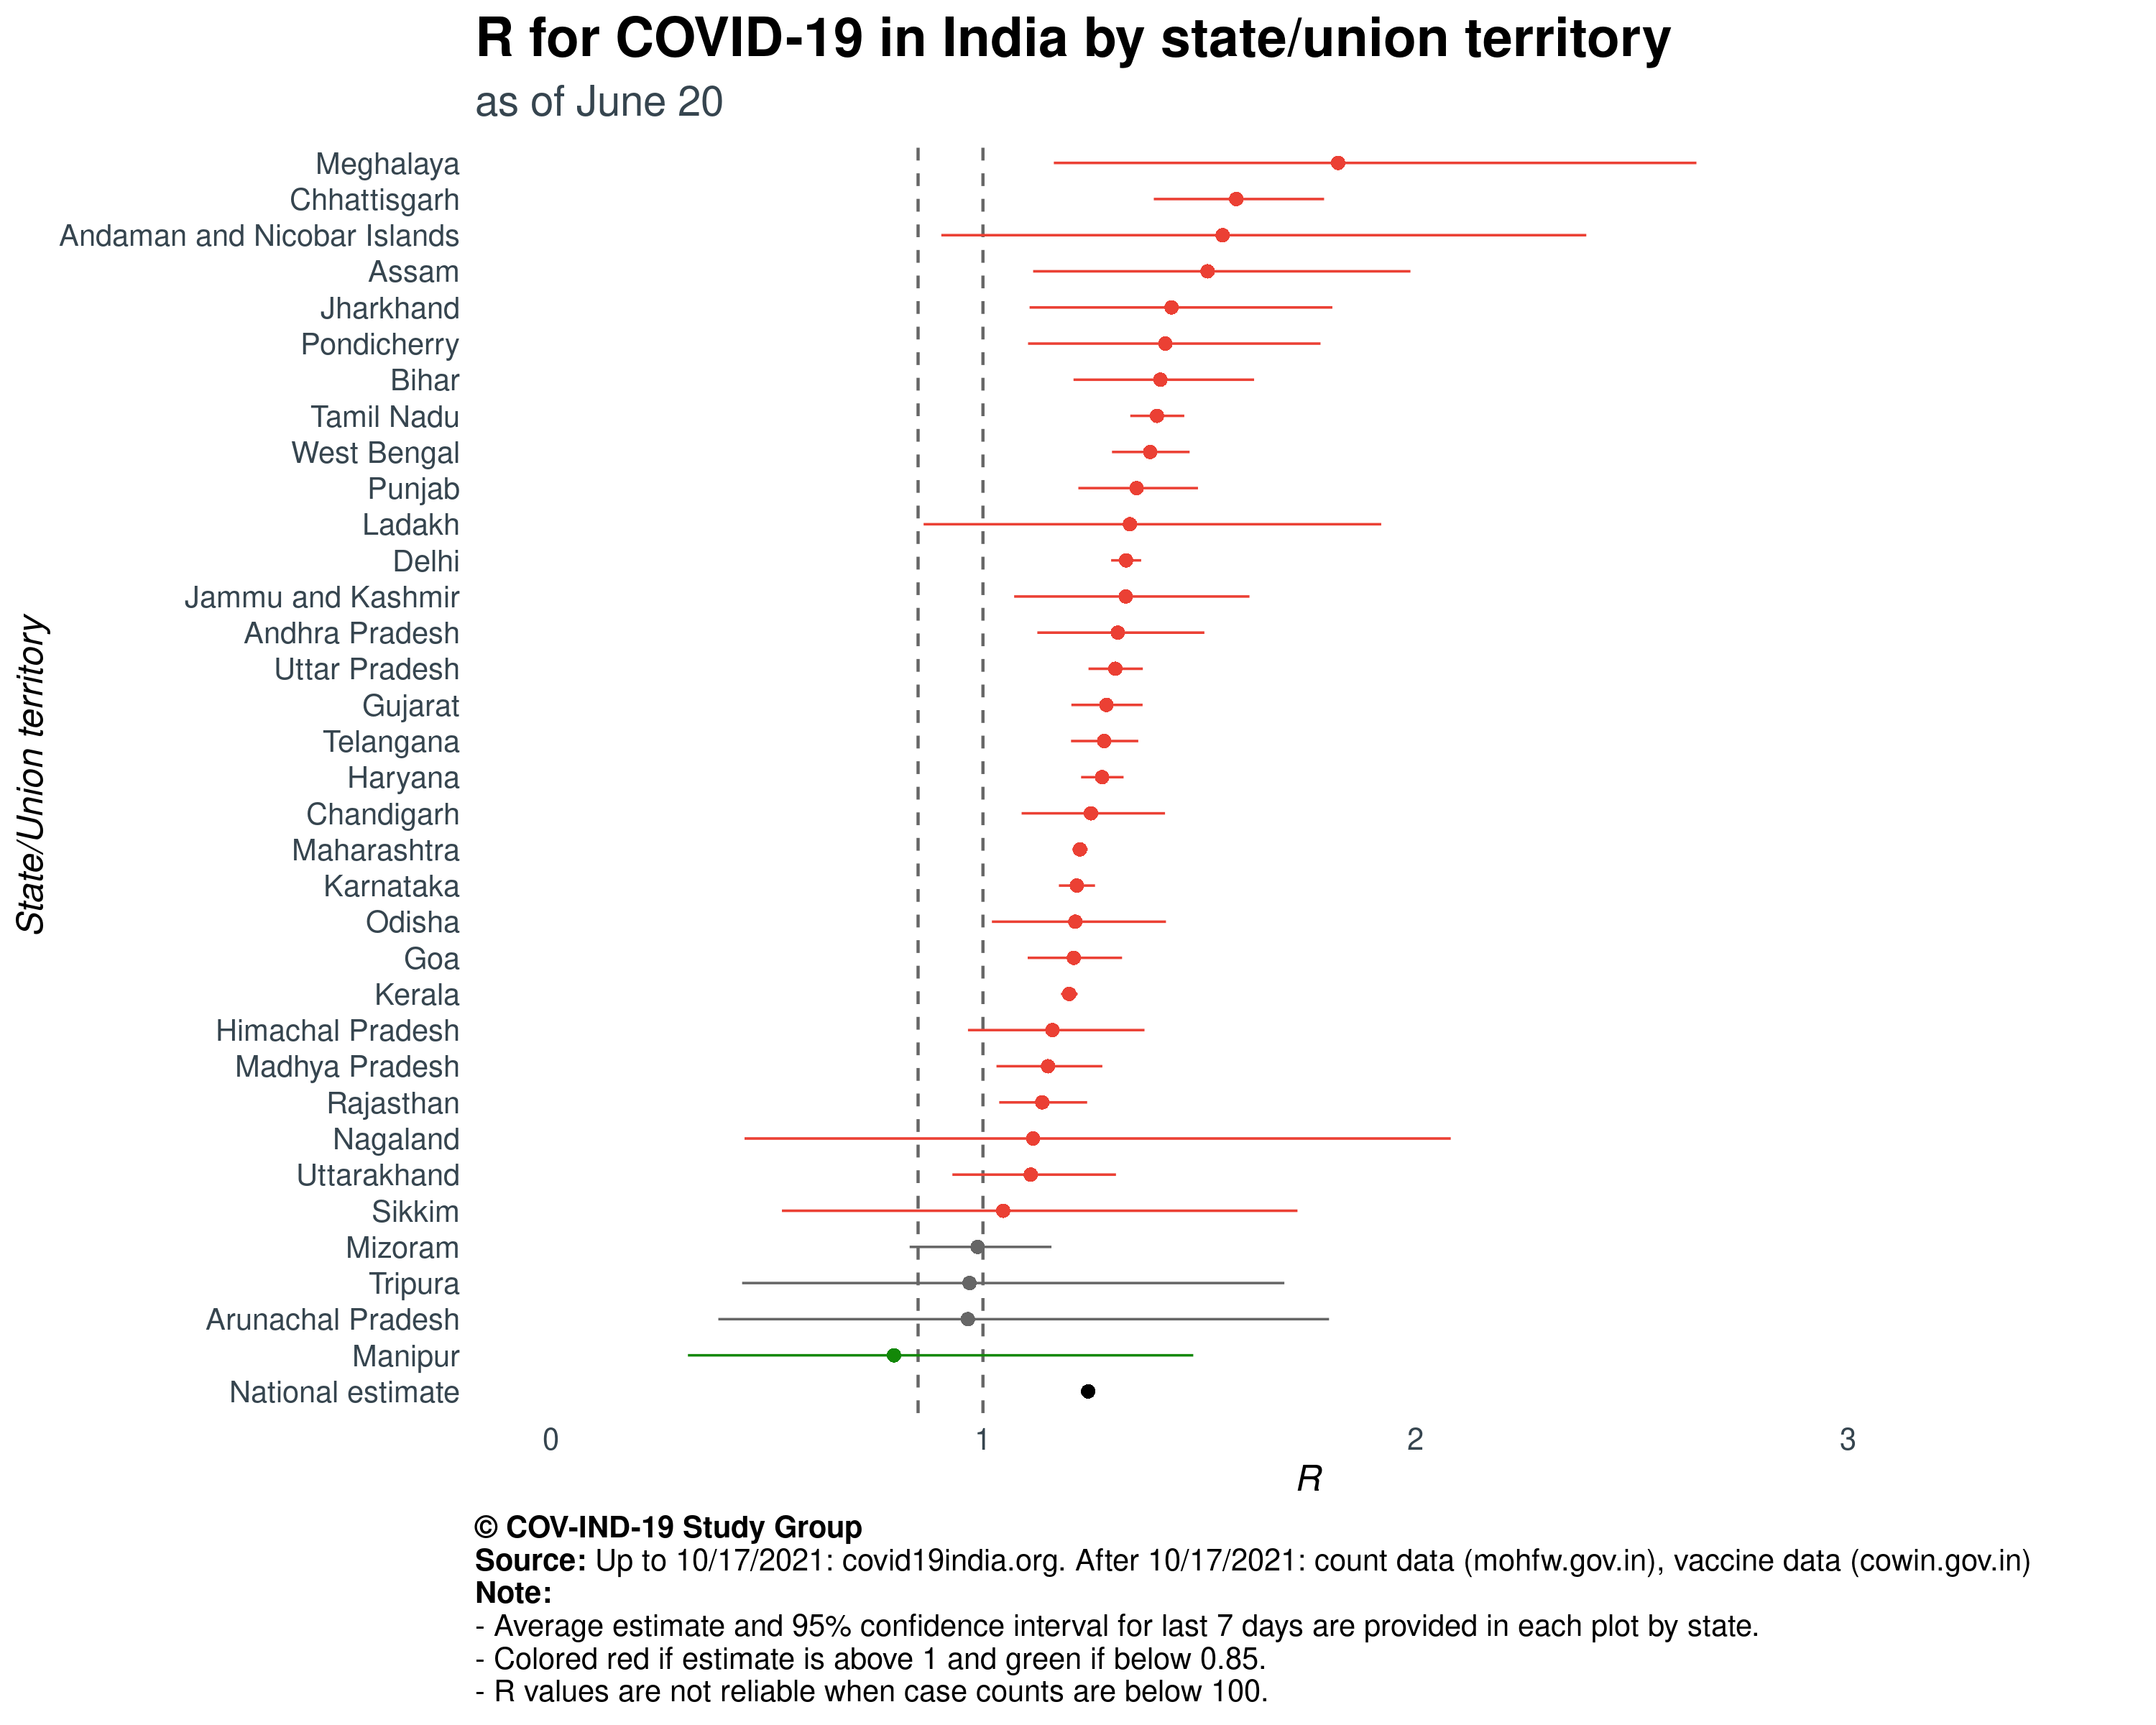 R for COVID-19 in India by state/union territory
as of June 20
State/Union territory
Meghalaya
Chhattisgarh
Andaman and Nicobar Islands
Assam
Jharkhand
Pondicherry
Bihar
Tamil Nadu
West Bengal
Punjab
Ladakh
Delhi
Jammu and Kashmir
Andhra Pradesh
Uttar Pradesh
Gujarat
Telangana
Haryana
Chandigarh
Maharashtra
Karnataka
Odisha
Goa
Kerala
Himachal Pradesh
Madhya Pradesh
Rajasthan
Nagaland
Uttarakhand
Sikkim
Mizoram
Tripura
Arunachal Pradesh
Manipur
National estimate
0 1 2 3
R
© COV-IND-19 Study Group
Source: Up to 10/17/2021: covid19india.org. After 10/17/2021: count data (mohfw.gov.in), vaccine data (cowin.gov.in)
Note:
- Average estimate and 95% confidence interval for last 7 days are provided in each plot by state.
- Colored red if estimate is above 1 and green if below 0.85.
- R values are not reliable when case counts are below 100.